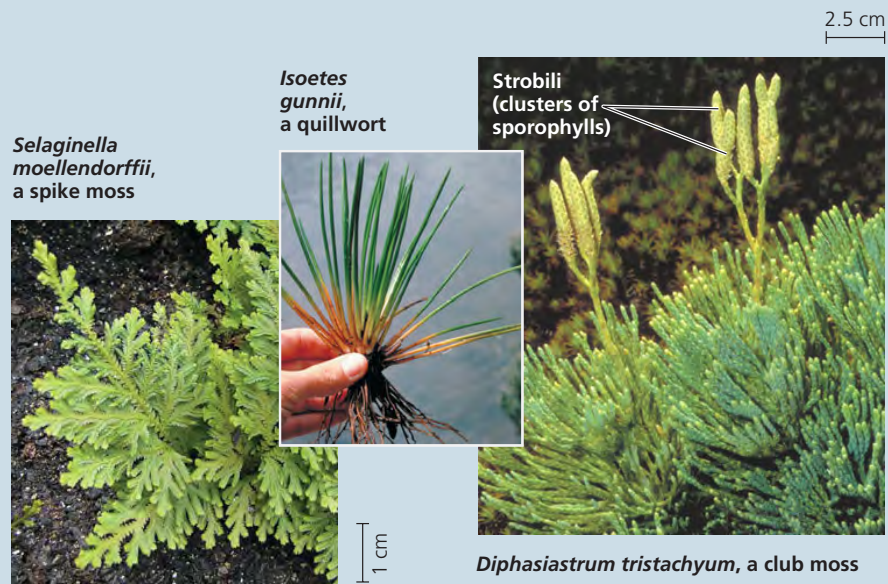 2.5 cm
Isoetes
gunnii,
a quillwort
Strobili
(clusters of
sporophylls)
Selaginella
moellendorffii,
a spike moss
1 cm
Diphasiastrum tristachyum, a club moss